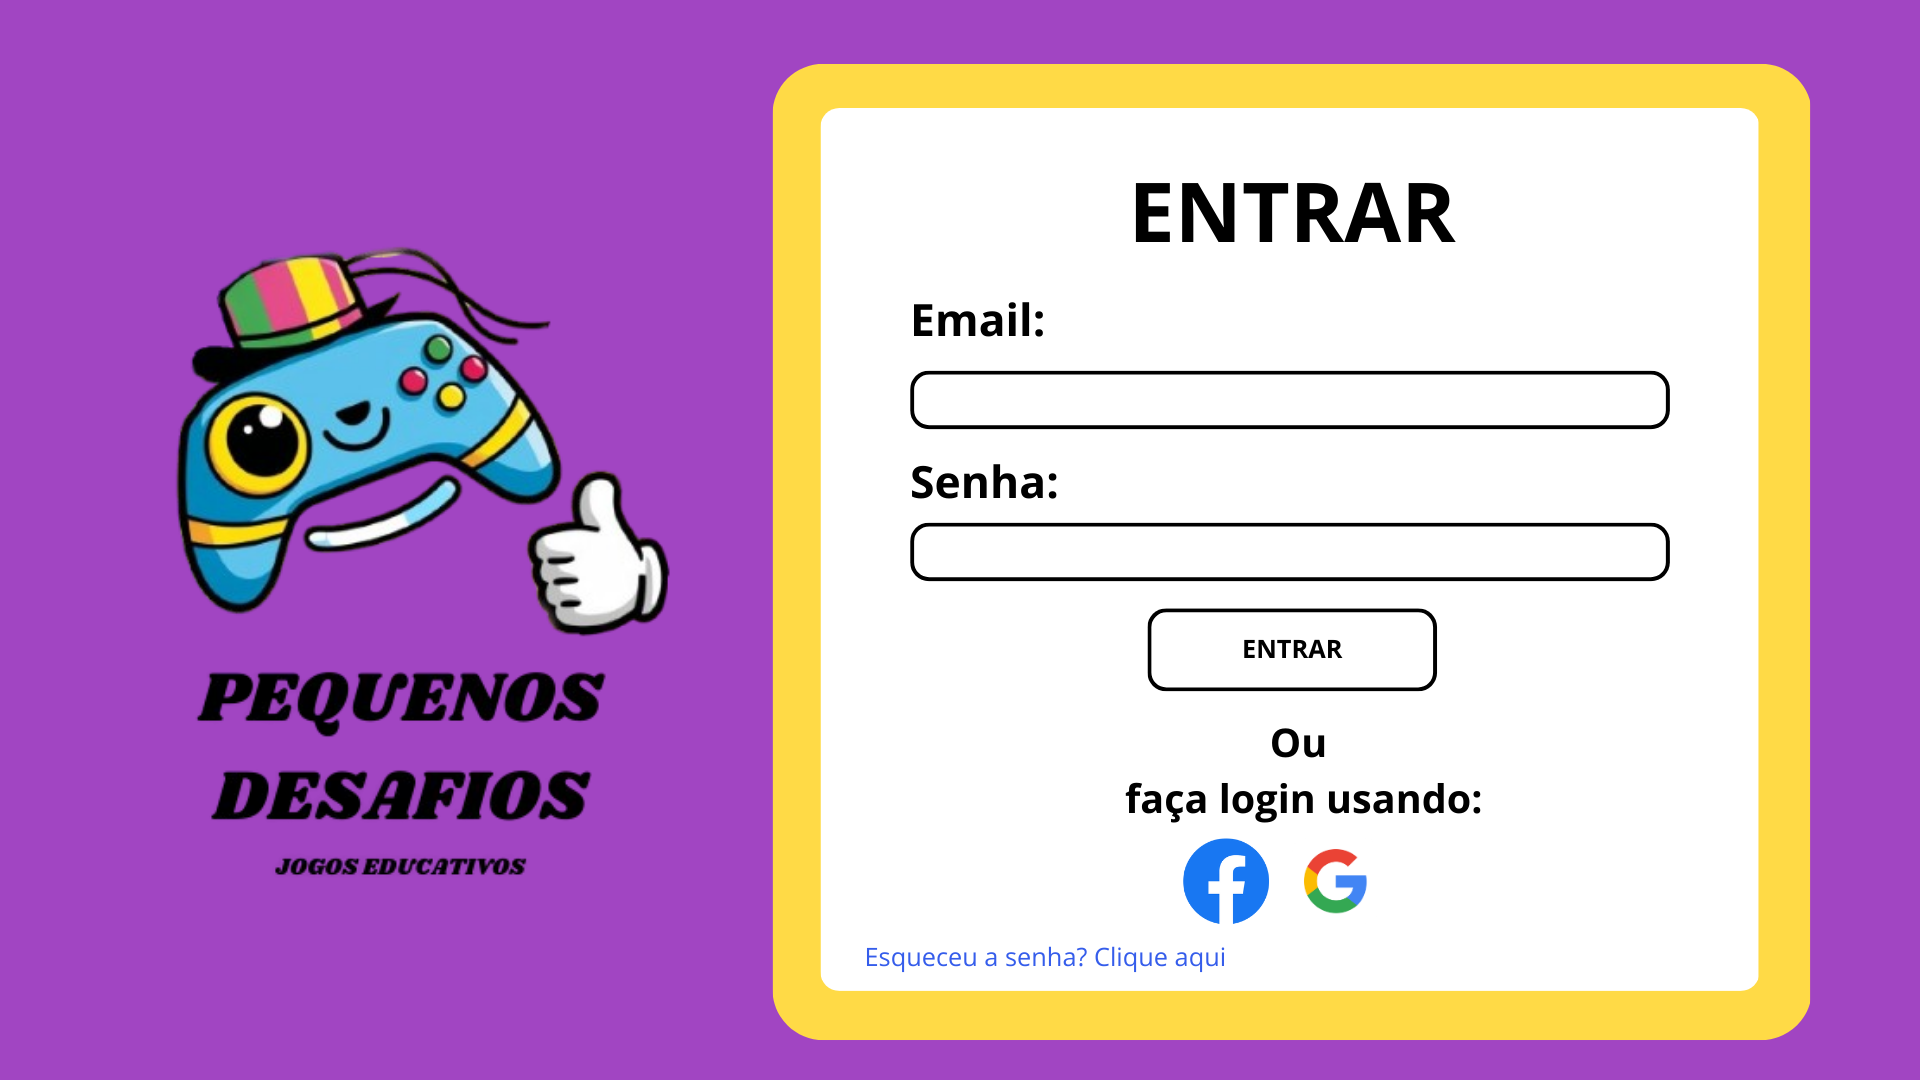 PEQUENOS
DESAFIOS
JOGOS EDUCATIVOS
ENTRAR
Email:
Senha:
ENTRAR
Ou
faça login usando:
Esqueceu a senha? Clique aqui